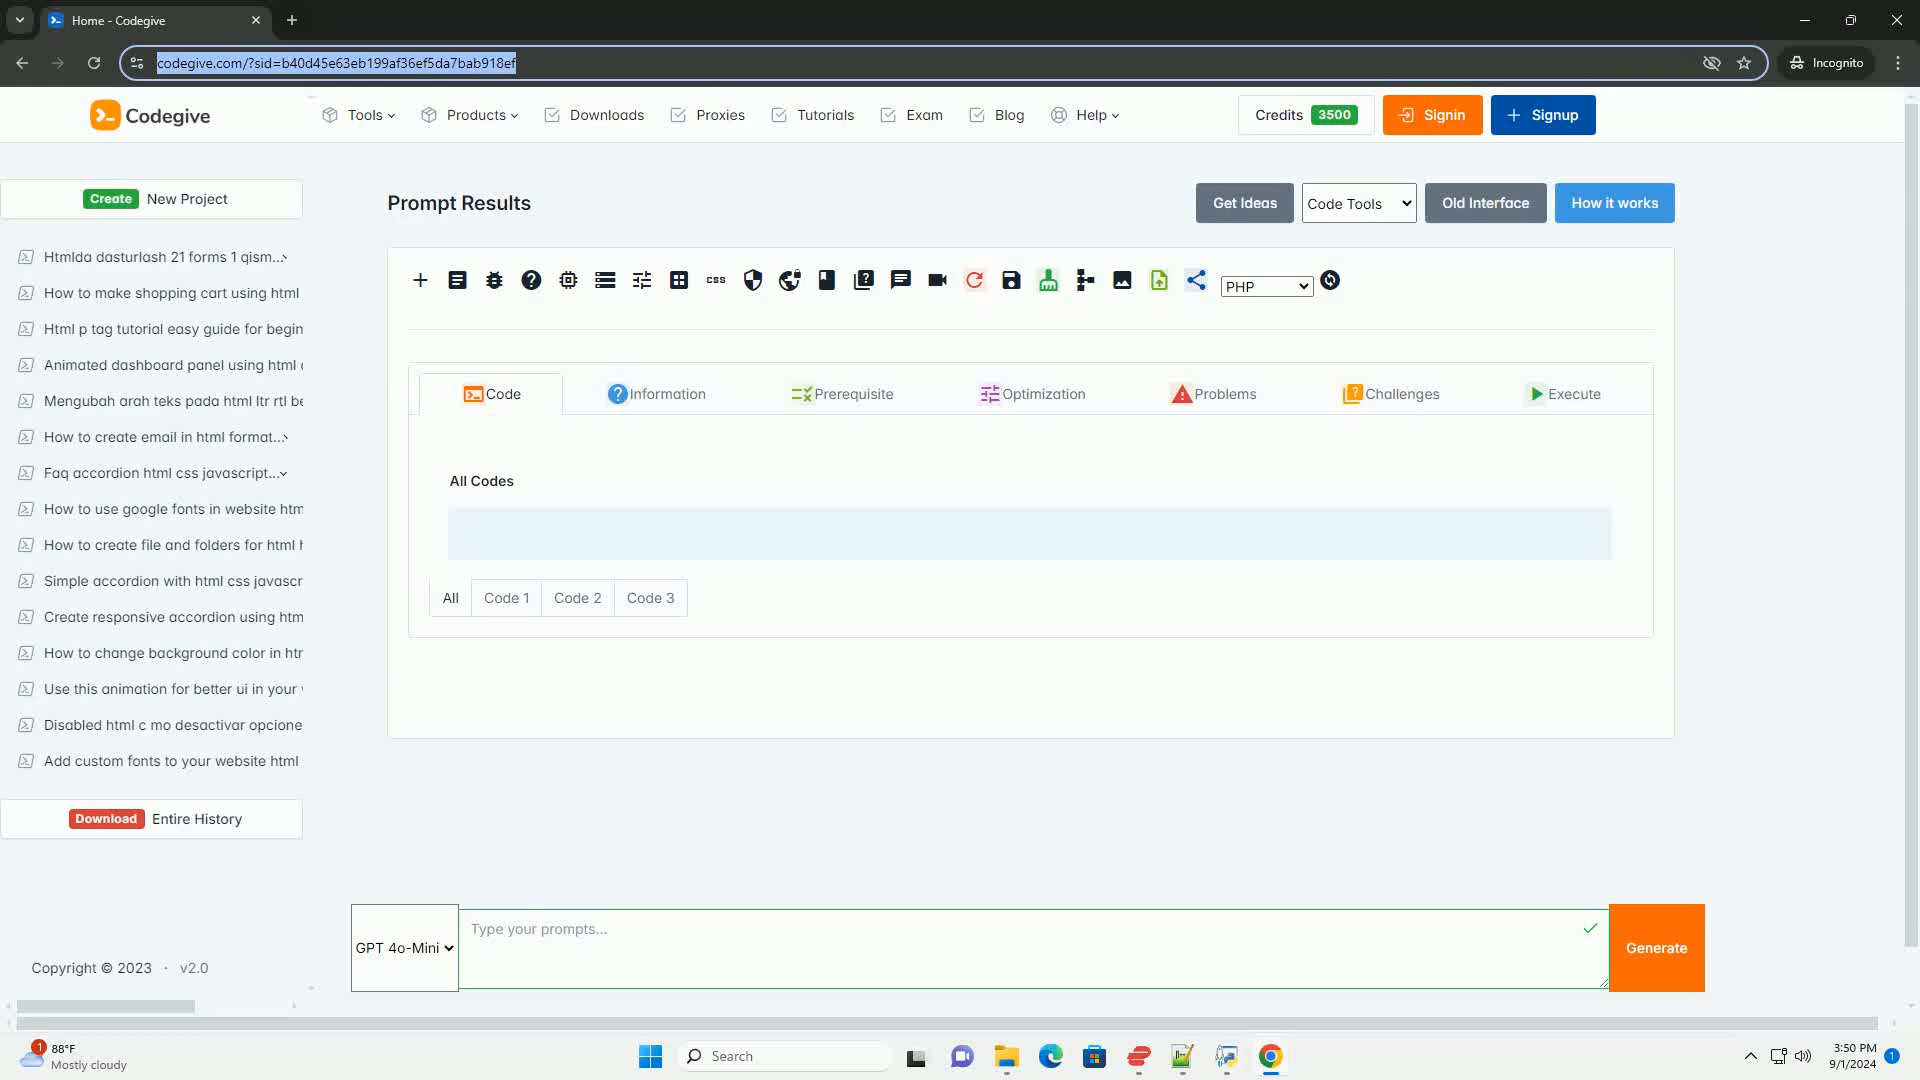 Home - Codegive
codegive.com/?sid=b40d45e63eb199af36ef5da7bab918ef
Incognito
Codegive
Tools
Products
Downloads
Proxies
Tutorials
Exam
Blog
Help
Credits 3500
Signin
Signup
Create New Project
Htmlda dasturlash 21 forms 1 qism...
How to make shopping cart using html
Html p tag tutorial easy guide for begin
Animated dashboard panel using html
Mengubah arah teks pada html ltr rtl be
How to create email in html format...
Faq accordion html css javascript...
How to use google fonts in website htm
How to create file and folders for html
Simple accordion with html css javascr
Create responsive accordion using htm
How to change background color in htr
Use this animation for better ui in your
Disabled html c mo desactivar opcione
Add custom fonts to your website html
Download Entire History
Copyright © 2023 · v2.0
Prompt Results
Get Ideas
Code Tools
Old Interface
How it works
css
PHP
Code
Information
Prerequisite
Optimization
Problems
Challenges
Execute
All Codes
All
Code 1
Code 2
Code 3
GPT 4o-Mini
Type your prompts...
Generate
1
88°F
Mostly cloudy
Search
3:50 PM
9/1/2024
1